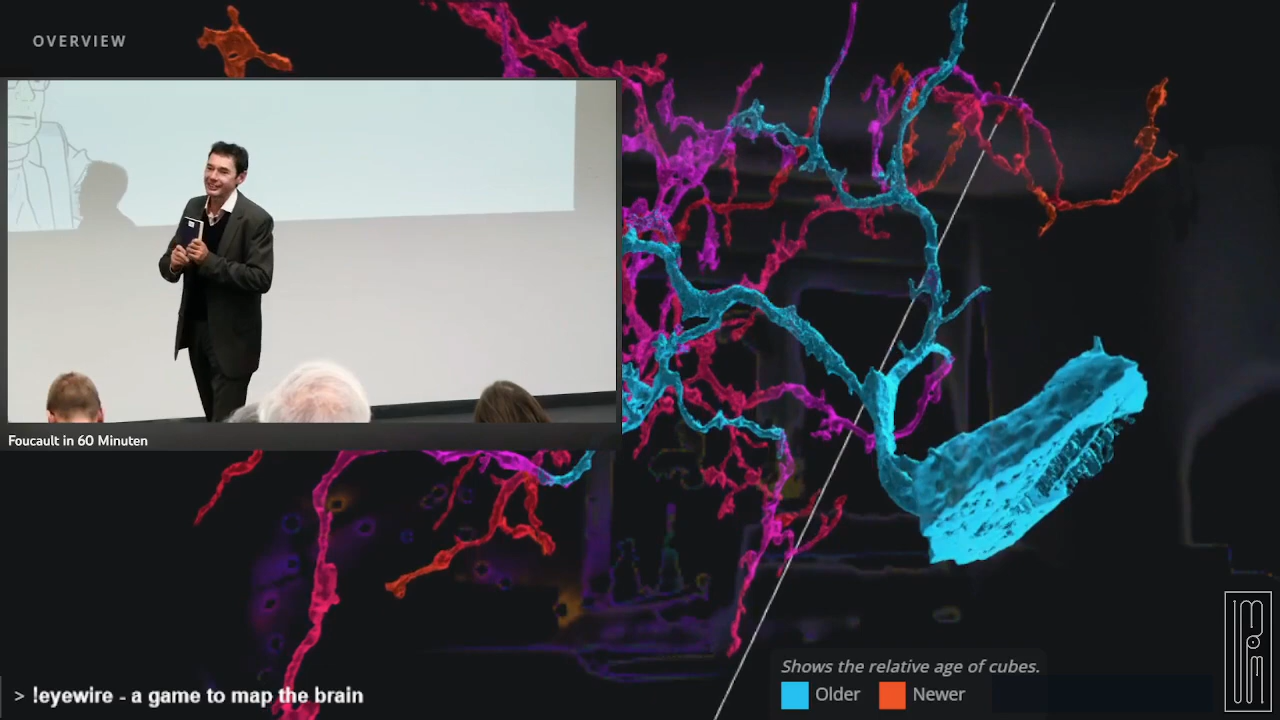 OVERVIEW
Foucault in 60 Minuten
> !eyewire - a game to map the brain
Shows the relative age of cubes.
Older Newer